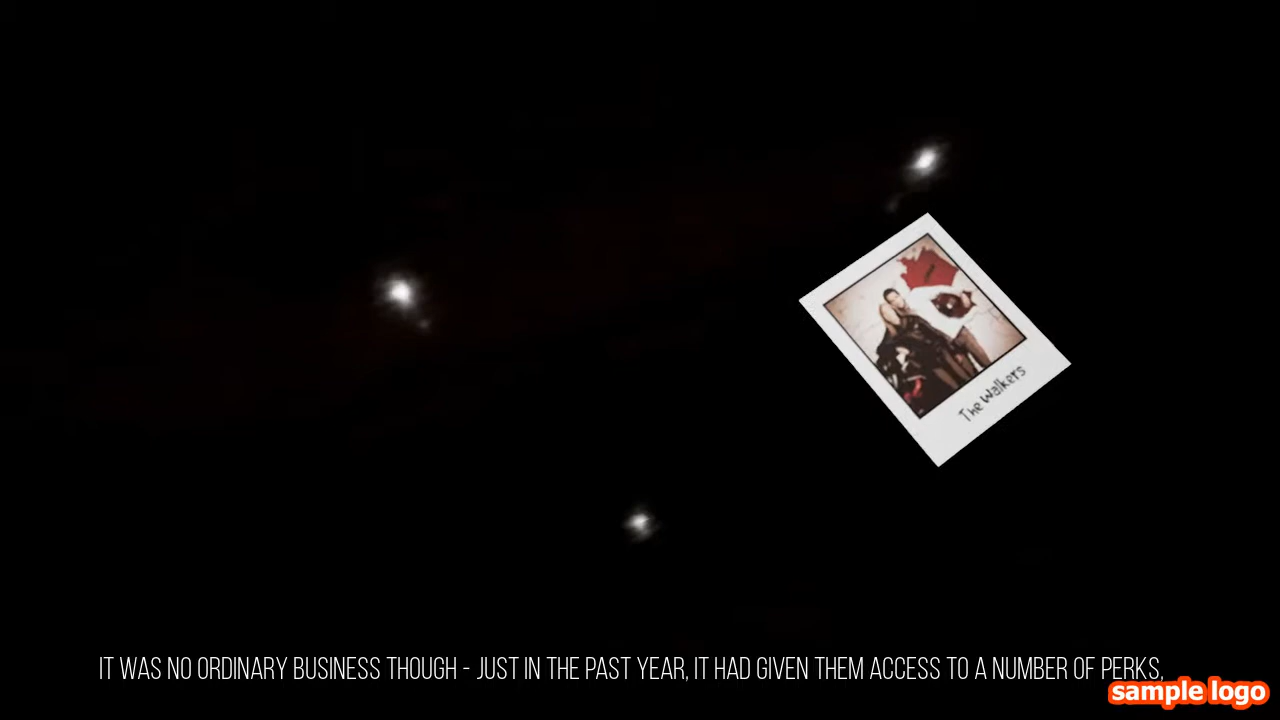 The Walkers
IT WAS NO ORDINARY BUSINESS THOUGH - JUST IN THE PAST YEAR, IT HAD GIVEN THEM ACCESS TO A NUMBER OF PERKS,
sample logo